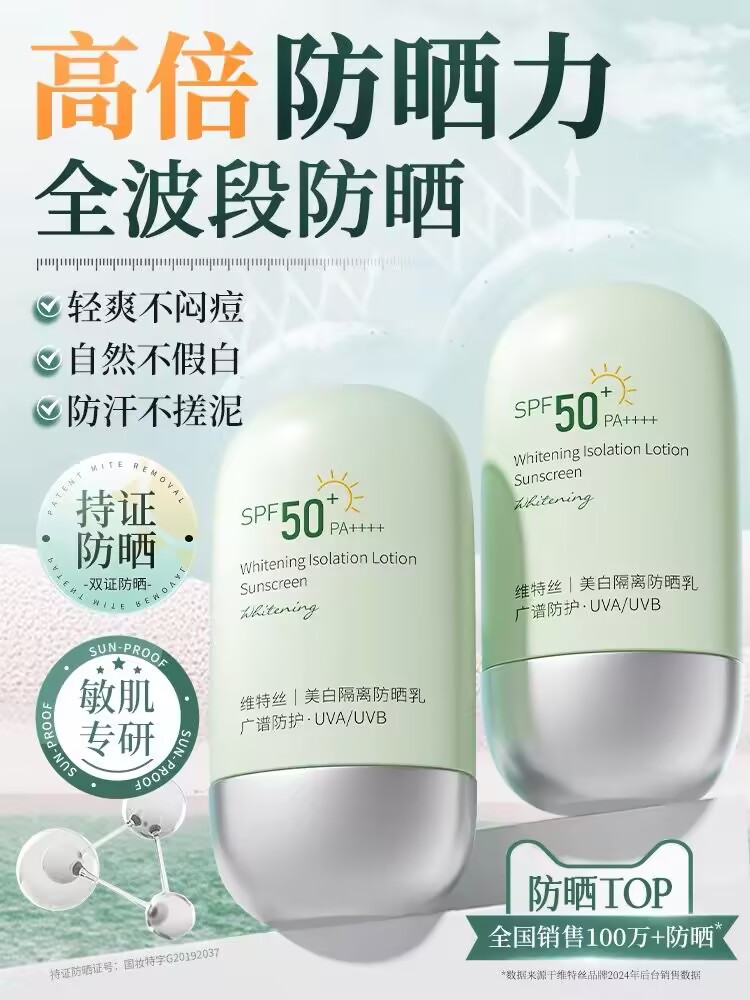 高倍防晒力
全波段防晒
轻爽不闷痘
自然不假白
防汗不搓泥
PATENT MITE REMOVAL
持证
防晒
-双证防晒-
PATENT MITE REMOVAL
SUN-PROOF
敏肌
专研
SUN-PROOF
SUN-PROOF
SPF50+
PA++++
Whitening Isolation Lotion
Sunscreen
Whitening
维特丝｜美白隔离防晒乳
广谱防护·UVA/UVB
SPF50+
PA++++
Whitening Isolation Lotion
Sunscreen
Whitening
维特丝｜美白隔离防晒乳
广谱防护·UVA/UVB
防晒TOP
全国销售100万+防晒*
*数据来源于维特丝品牌2024年后台销售数据
持证防晒证号：国妆特字G20192037